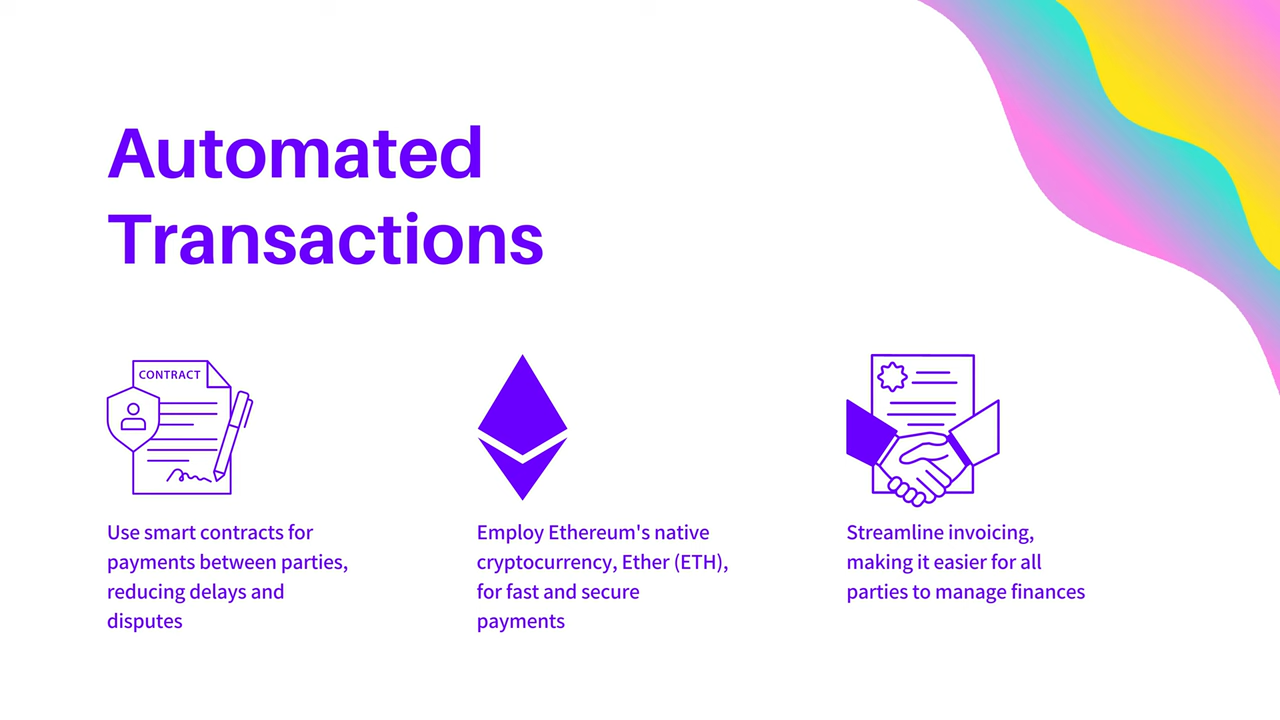 Automated
Transactions
CONTRACT
Use smart contracts for
payments between parties,
reducing delays and
disputes
Employ Ethereum's native
cryptocurrency, Ether (ETH),
for fast and secure
payments
Streamline invoicing,
making it easier for all
parties to manage finances